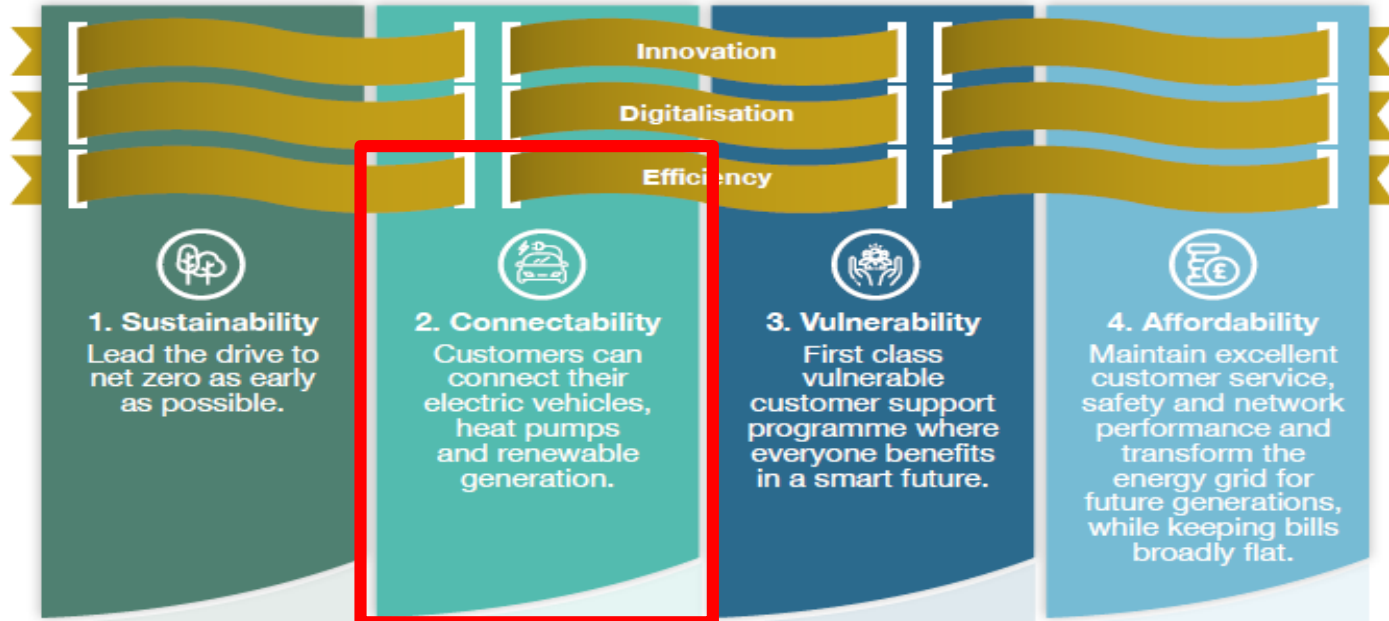 Innovation
Digitalisation
Efficiency
1. Sustainability
Lead the drive to
net zero as early
as possible.
2. Connectability
Customers can
connect their
electric vehicles,
heat pumps
and renewable
generation.
3. Vulnerability
First class
vulnerable
customer support
programme where
everyone benefits
in a smart future.
4. Affordability
Maintain excellent
customer service,
safety and network
performance and
transform the
energy grid for
future generations,
while keeping bills
broadly flat.